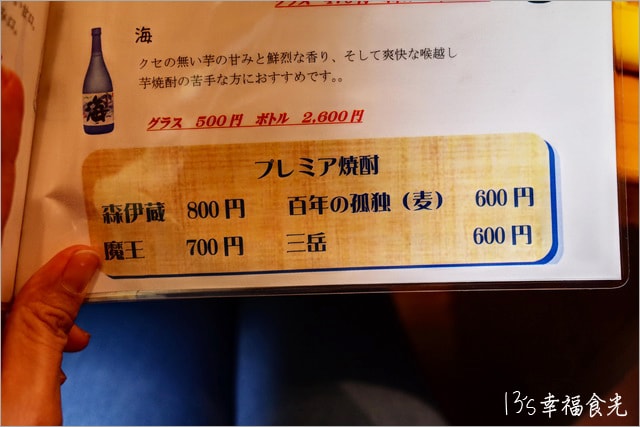 海
クセの無い芋の甘みと鮮烈な香り、そして爽快な喉越し
芋焼酎の苦手な方におすすめです。。
グラス 500円 ボトル 2,600円
プレミア焼酎
森伊蔵 800円 百年の孤独（麦） 600円
魔王 700円 三岳 600円
13's幸福食光